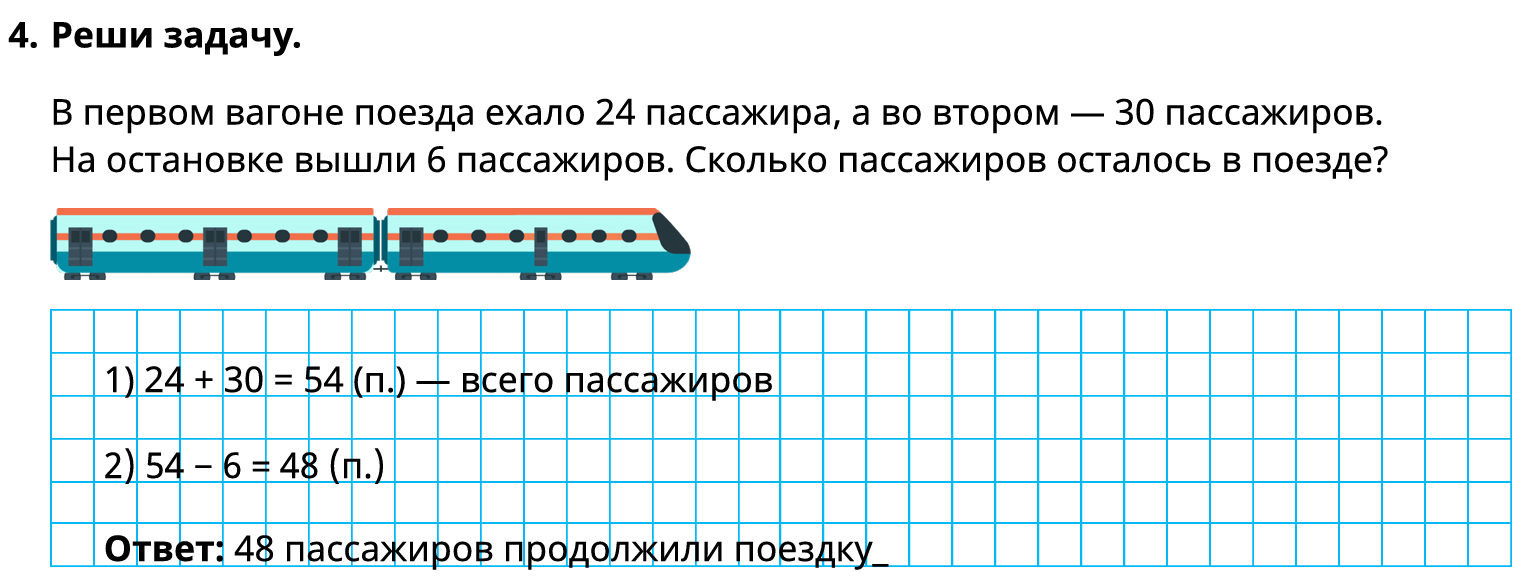 4. Реши задачу.
В первом вагоне поезда ехало 24 пассажира, а во втором — 30 пассажиров.
На остановке вышли 6 пассажиров. Сколько пассажиров осталось в поезде?
1) 24 + 30 = 54 (п.) — всего пассажиров
2) 54 − 6 = 48 (п.)
Ответ: 48 пассажиров продолжили поездку_